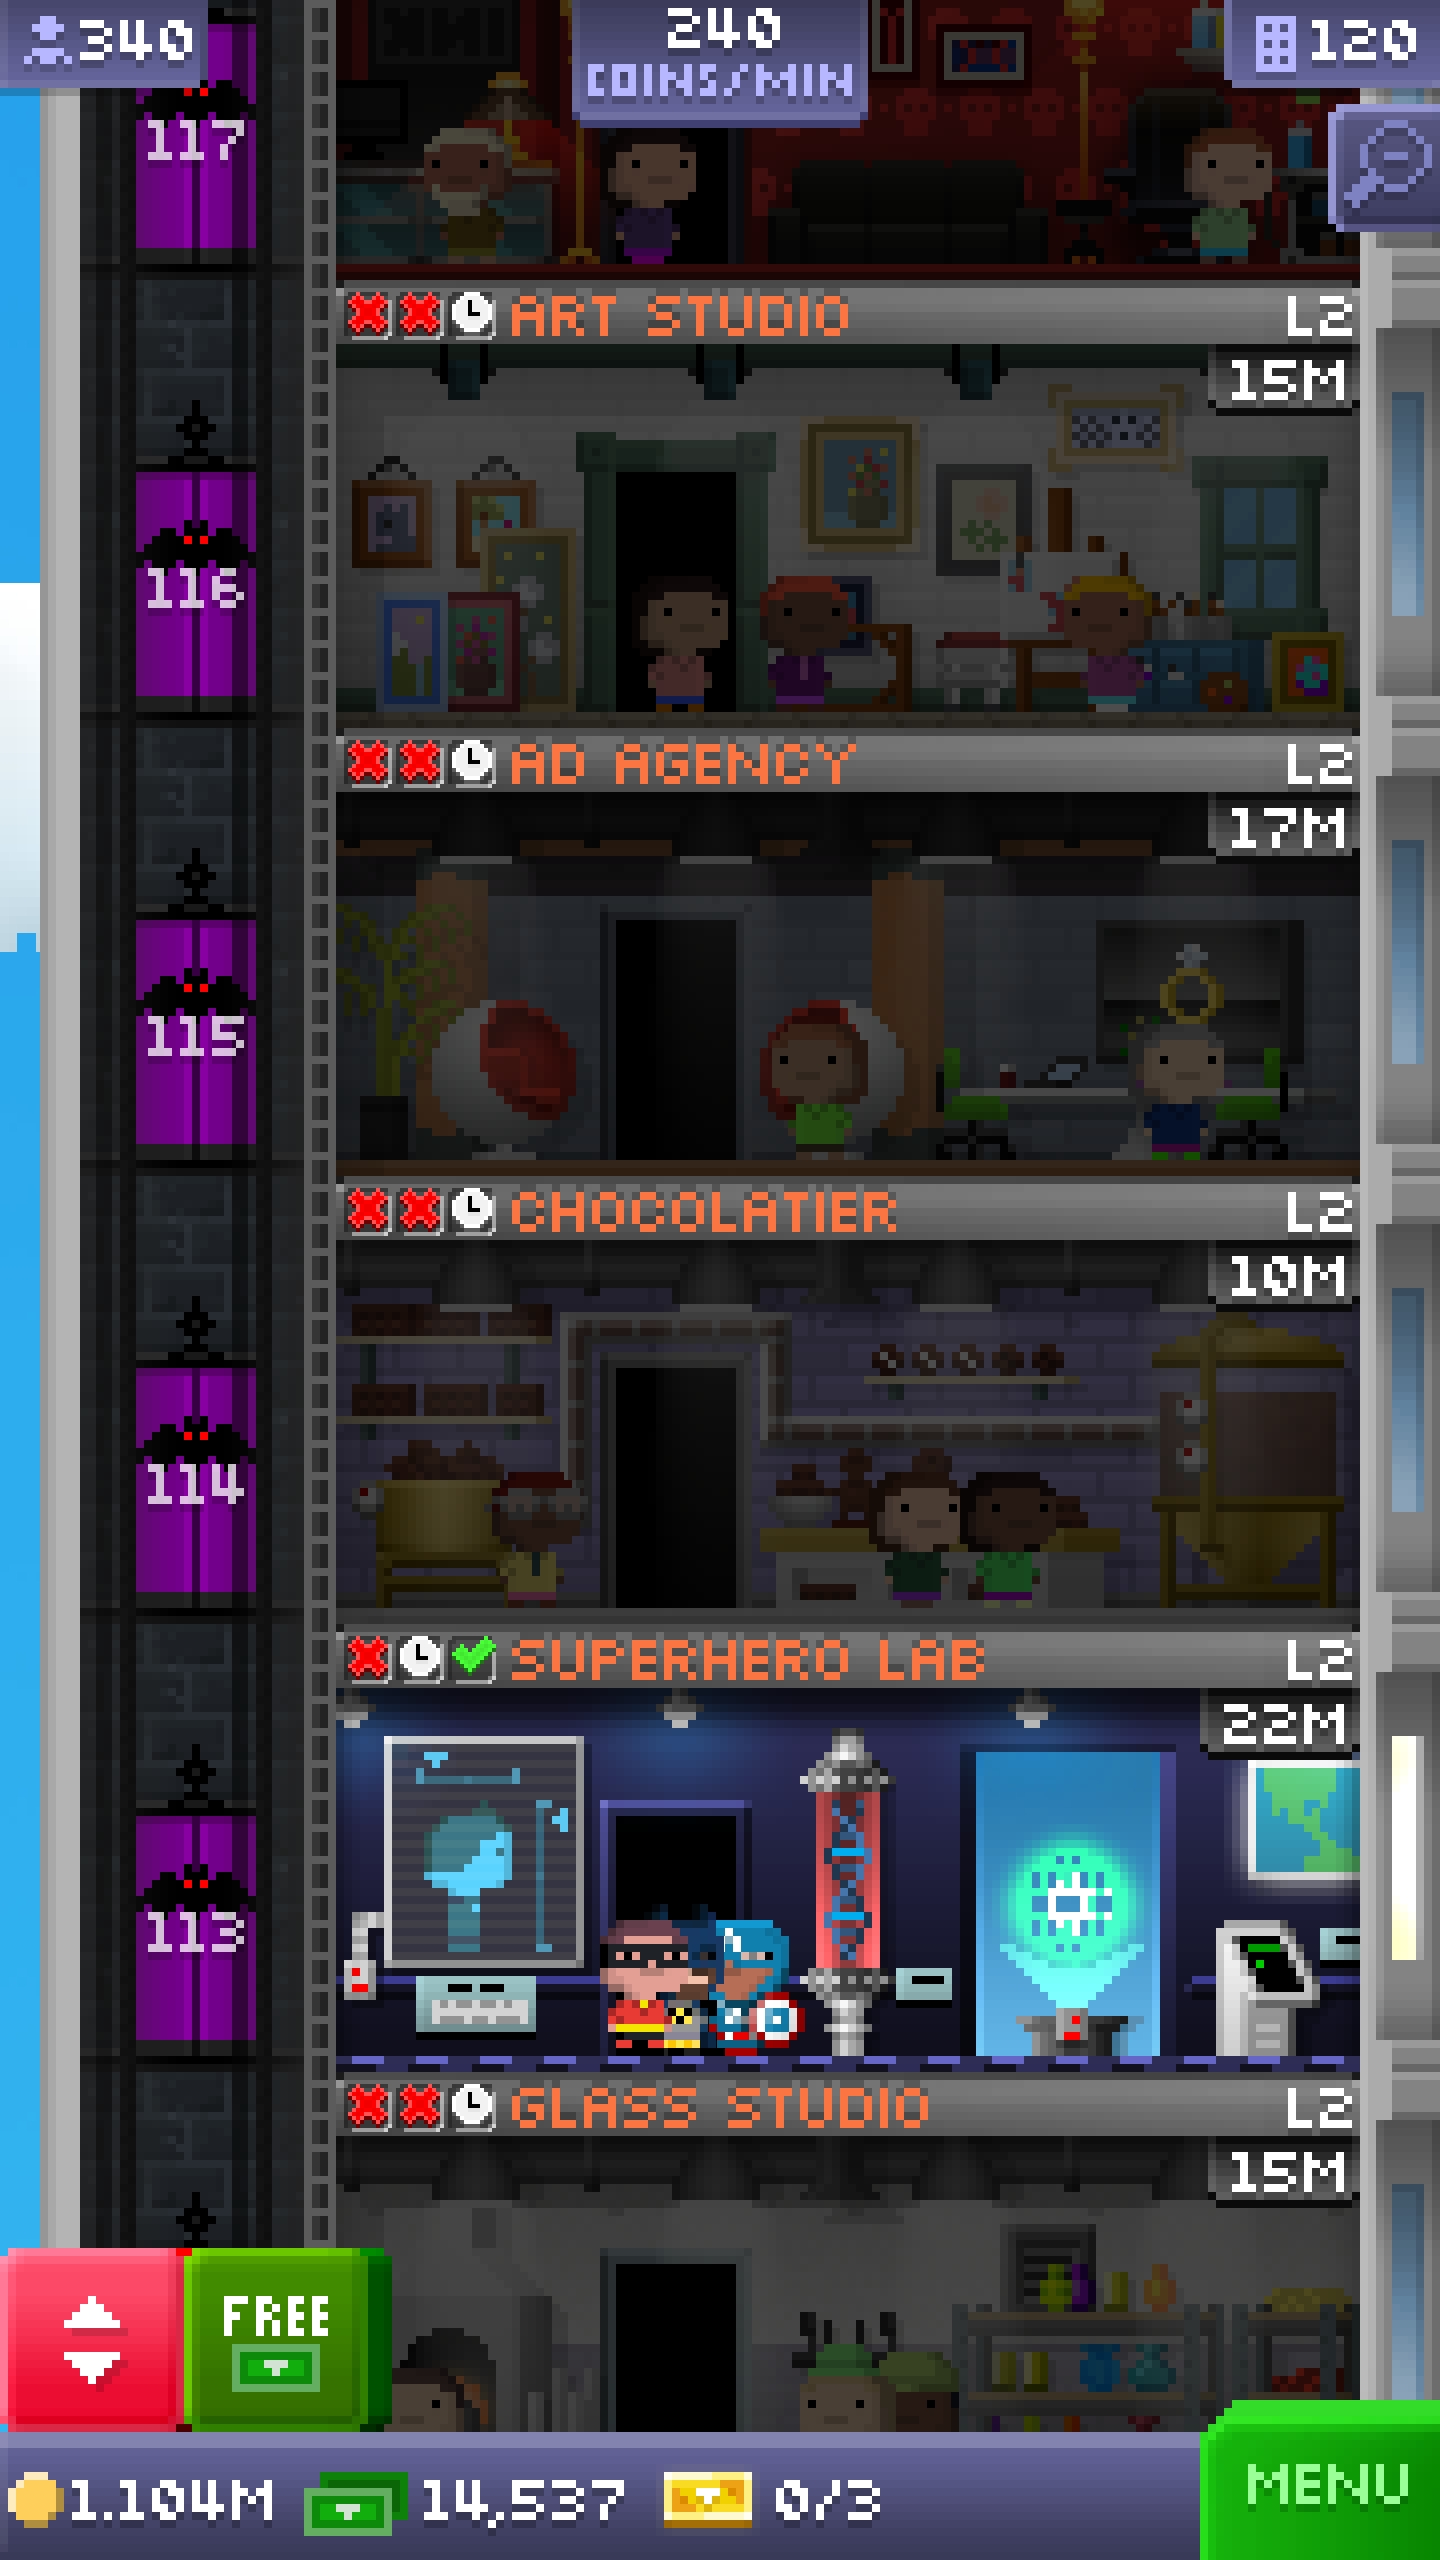 340
240
COINS/MIN
120
117
ART STUDIO L2
15M
116
AD AGENCY L2
17M
115
CHOCOLATIER L2
10M
114
SUPERHERO LAB L2
22M
113
GLASS STUDIO L2
15M
FREE
1.104M 14,537 0/3
MENU